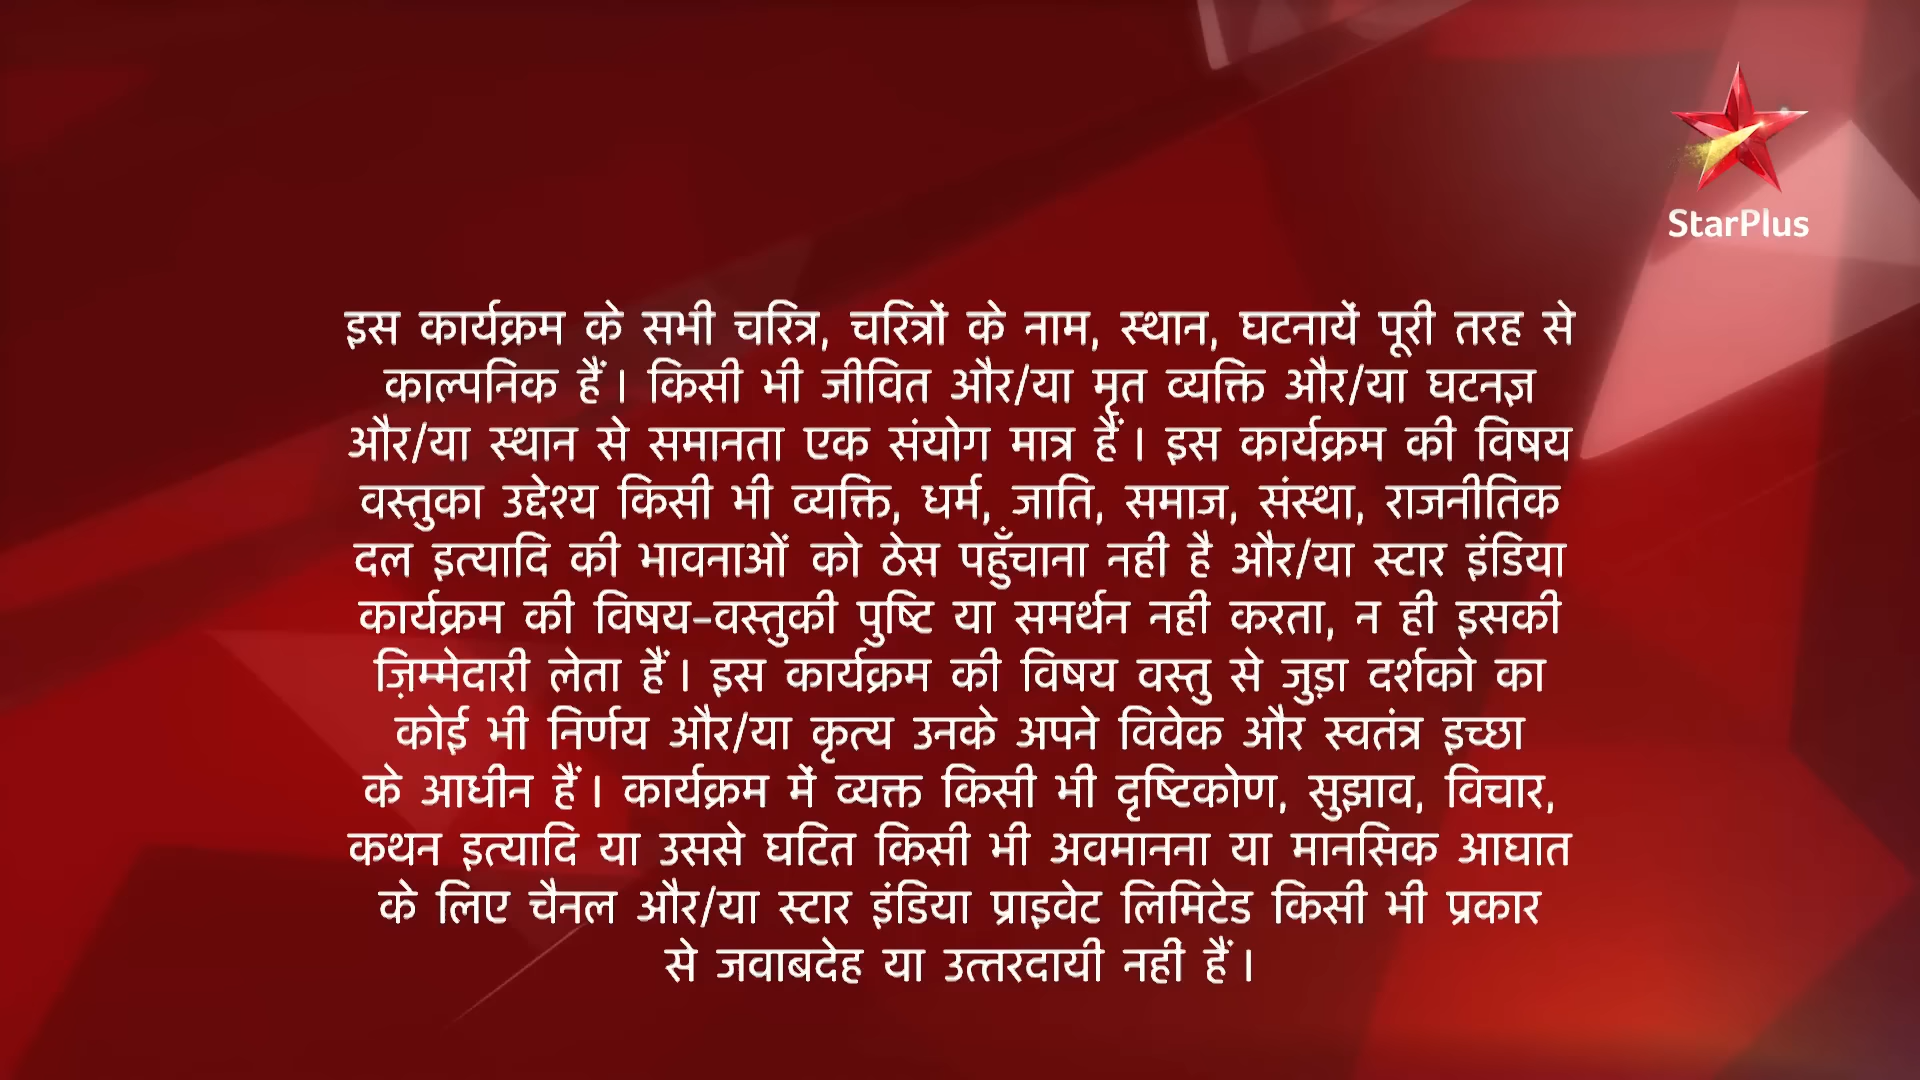 StarPlus
इस कार्यक्रम के सभी चरित्र, चरित्रों के नाम, स्थान, घटनायें पूरी तरह से
काल्पनिक हैं। किसी भी जीवित और/या मृत व्यक्ति और/या घटनज्ञ
और/या स्थान से समानता एक संयोग मात्र हैं। इस कार्यक्रम की विषय
वस्तुका उद्देश्य किसी भी व्यक्ति, धर्म, जाति, समाज, संस्था, राजनीतिक
दल इत्यादि की भावनाओं को ठेस पहुँचाना नही है और/या स्टार इंडिया
कार्यक्रम की विषय-वस्तुकी पुष्टि या समर्थन नही करता, न ही इसकी
ज़िम्मेदारी लेता हैं। इस कार्यक्रम की विषय वस्तु से जुड़ा दर्शको का
कोई भी निर्णय और/या कृत्य उनके अपने विवेक और स्वतंत्र इच्छा
के आधीन हैं। कार्यक्रम में व्यक्त किसी भी दृष्टिकोण, सुझाव, विचार,
कथन इत्यादि या उससे घटित किसी भी अवमानना या मानसिक आघात
के लिए चैनल और/या स्टार इंडिया प्राइवेट लिमिटेड किसी भी प्रकार
से जवाबदेह या उत्तरदायी नही हैं।